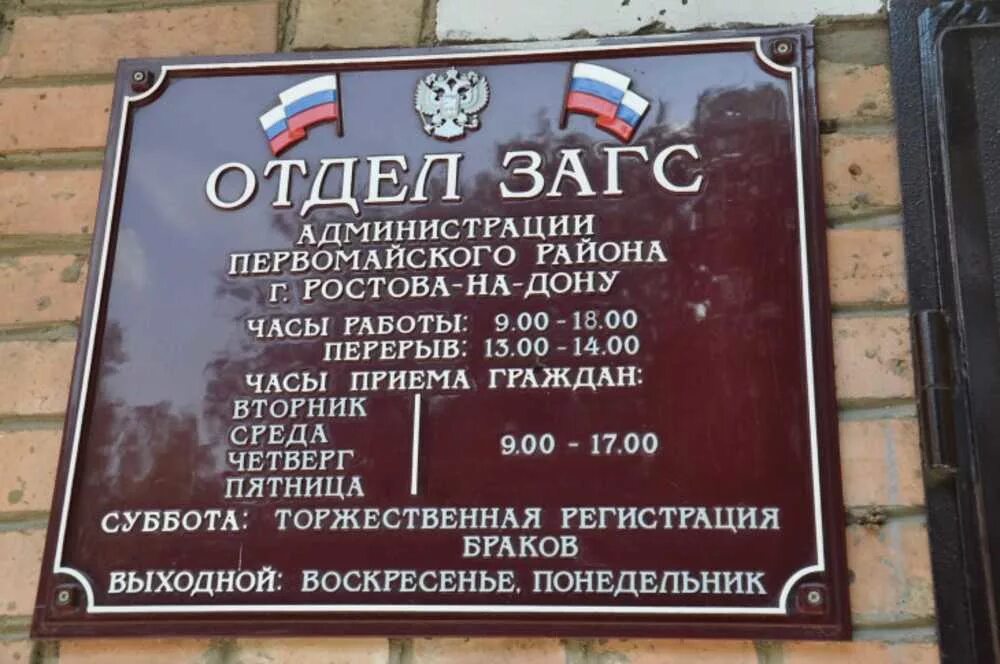 ОТДЕЛ ЗАГС
АДМИНИСТРАЦИИ
ПЕРВОМАЙСКОГО РАЙОНА
Г. РОСТОВА-НА-ДОНУ
ЧАСЫ РАБОТЫ: 9.00 - 18.00
ПЕРЕРЫВ: 13.00 - 14.00
ЧАСЫ ПРИЕМА ГРАЖДАН:
ВТОРНИК
СРЕДА
ЧЕТВЕРГ
ПЯТНИЦА
9.00 - 17.00
СУББОТА: ТОРЖЕСТВЕННАЯ РЕГИСТРАЦИЯ
БРАКОВ
ВЫХОДНОЙ: ВОСКРЕСЕНЬЕ, ПОНЕДЕЛЬНИК